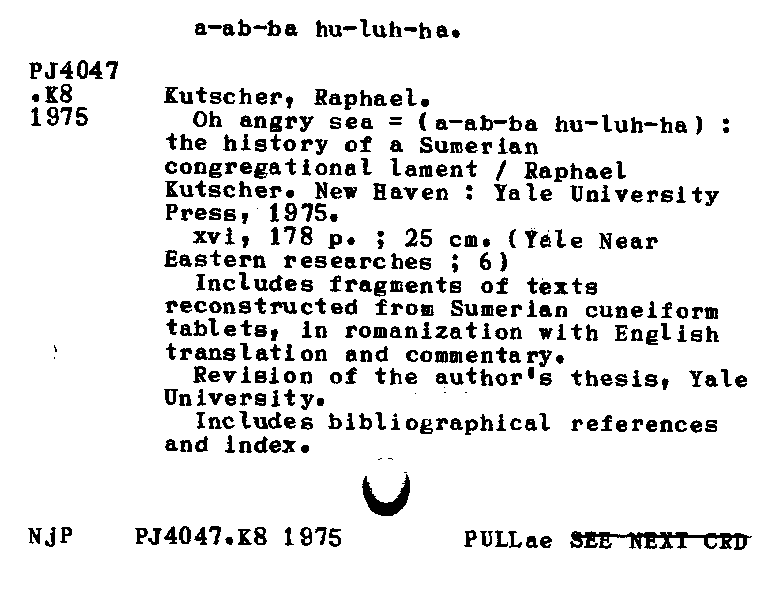 a-ab-ba hu-luh-ha.
PJ4047
.K8 Kutscher, Raphael.
1975 Oh angry sea = (a-ab-ba hu-luh-ha) :
the history of a Sumerian
congregational lament / Raphael
Kutscher. New Haven : Yale University
Press, 1975.
xvi, 178 p. ; 25 cm. (Yale Near
Eastern researches ; 6)
Includes fragments of texts
reconstructed from Sumerian cuneiform
tablets, in romanization with English
translation and commentary.
Revision of the author's thesis, Yale
University.
Includes bibliographical references
and index.
NjP PJ4047.K8 1975 PULLae SEE NEXT CRD